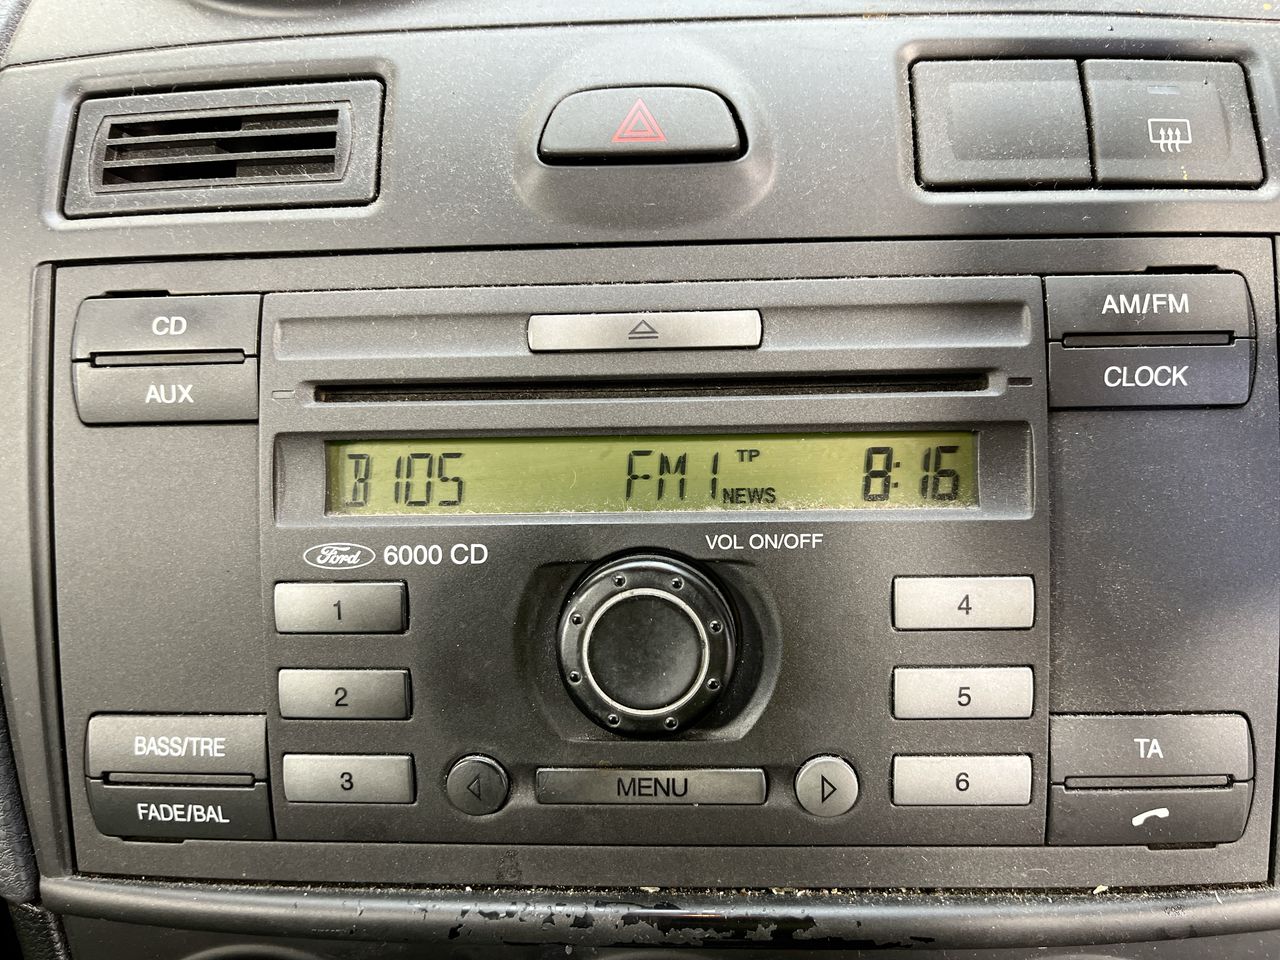 CD
AUX
AM/FM
CLOCK
B105 FM1 TP NEWS 8:16
Ford 6000 CD
VOL ON/OFF
1
4
2
5
BASS/TRE
3
MENU
6
TA
FADE/BAL